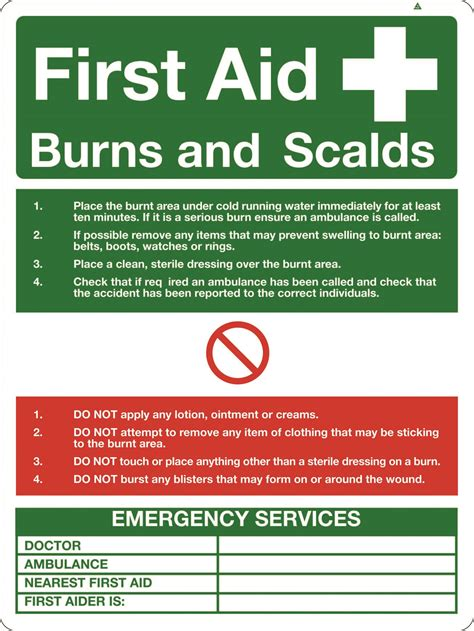 First Aid
Burns and Scalds
1. Place the burnt area under cold running water immediately for at least
ten minutes. If it is a serious burn ensure an ambulance is called.
2. If possible remove any items that may prevent swelling to burnt area:
belts, boots, watches or rings.
3. Place a clean, sterile dressing over the burnt area.
4. Check that if req ired an ambulance has been called and check that
the accident has been reported to the correct individuals.
1. DO NOT apply any lotion, ointment or creams.
2. DO NOT attempt to remove any item of clothing that may be sticking
to the burnt area.
3. DO NOT touch or place anything other than a sterile dressing on a burn.
4. DO NOT burst any blisters that may form on or around the wound.
EMERGENCY SERVICES
DOCTOR
AMBULANCE
NEAREST FIRST AID
FIRST AIDER IS: